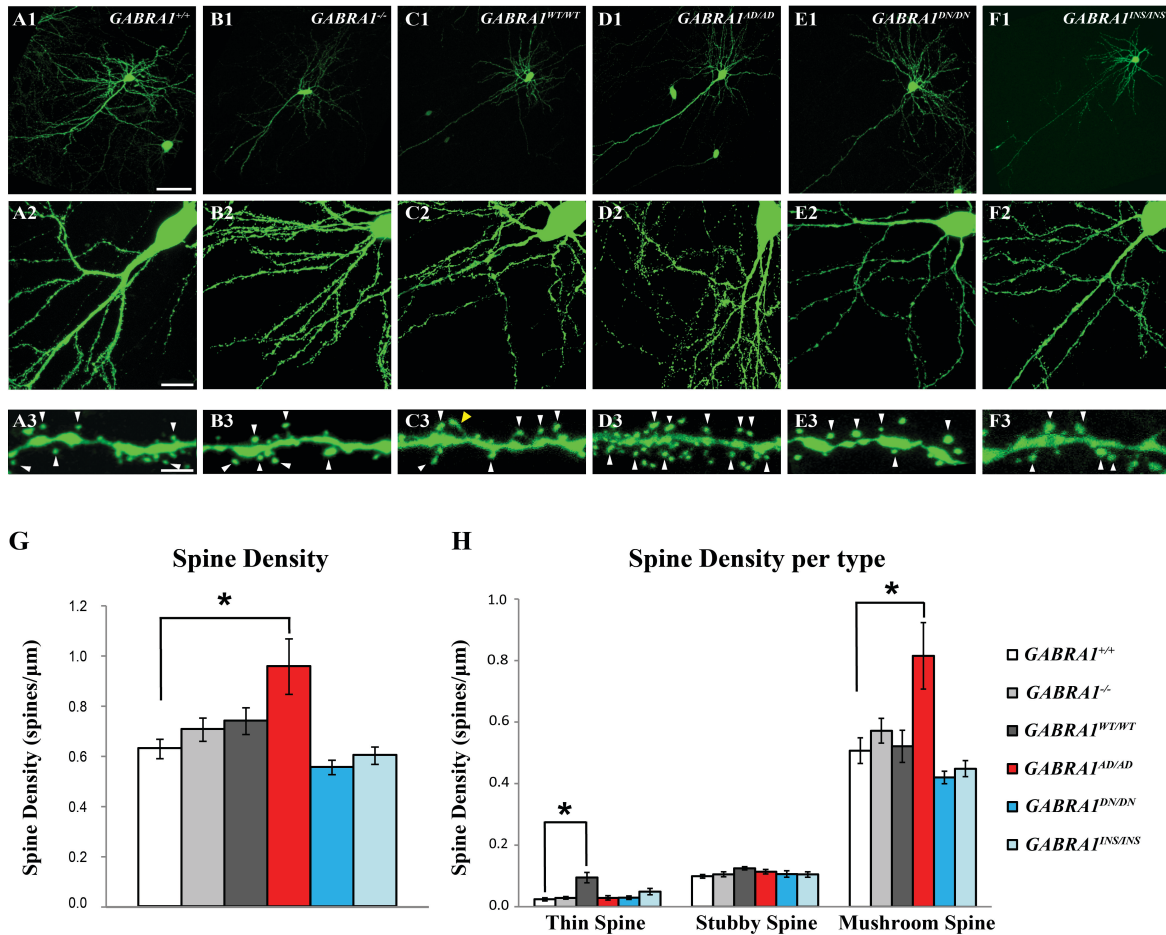 A1 GABRA1+/+ B1 GABRA1-/- C1 GABRA1WT/WT D1 GABRA1AD/AD E1 GABRA1DN/DN F1 GABRA1INS/INS
A2 B2 C2 D2 E2 F2
A3 B3 C3 D3 E3 F3
G
Spine Density
Spine Density (spines/μm)
1.2
1.0
0.8
0.6
0.4
0.2
0.0
*
H
Spine Density per type
Spine Density (spines/μm)
1.0
0.8
0.6
0.4
0.2
0.0
*
*
Thin Spine Stubby Spine Mushroom Spine
GABRA1+/+
GABRA1-/-
GABRA1WT/WT
GABRA1AD/AD
GABRA1DN/DN
GABRA1INS/INS